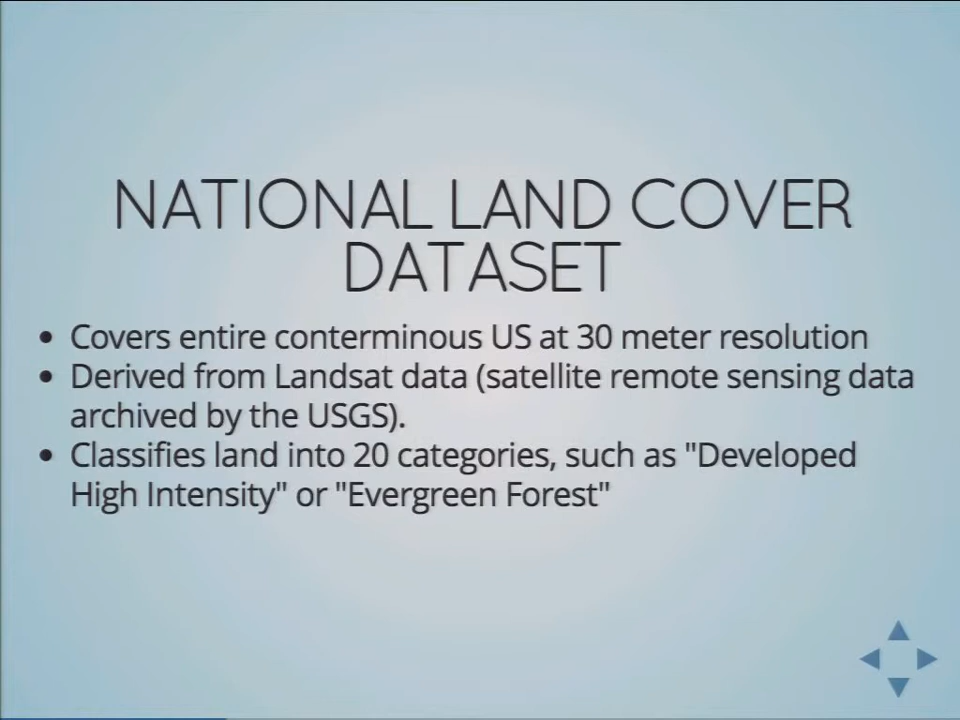 NATIONAL LAND COVER
DATASET
• Covers entire conterminous US at 30 meter resolution
• Derived from Landsat data (satellite remote sensing data
archived by the USGS).
• Classifies land into 20 categories, such as "Developed
High Intensity" or "Evergreen Forest"